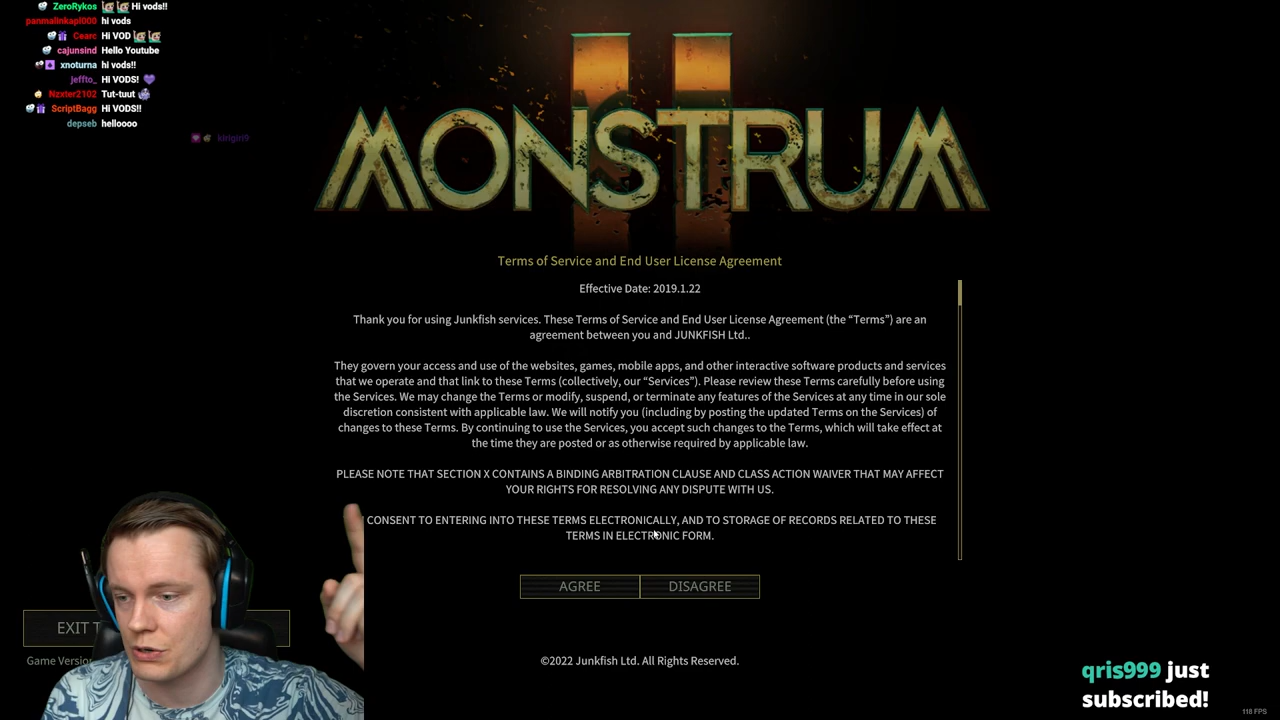 ZeroRykos Hi vods!!
panmalinkapl000 hi vods
Cearc Hi VOD
cajunsind Hello Youtube
xnoturna hi vods!!
jeffto_ Hi VODS!
Nzxter2102 Tut-tuut
ScriptBagg Hi VODS!!
depseb helloooo
kirigiri9
II
MONSTRUM
Terms of Service and End User License Agreement
Effective Date: 2019.1.22
Thank you for using Junkfish services. These Terms of Service and End User License Agreement (the “Terms”) are an
agreement between you and JUNKFISH Ltd..
They govern your access and use of the websites, games, mobile apps, and other interactive software products and services
that we operate and that link to these Terms (collectively, our “Services”). Please review these Terms carefully before using
the Services. We may change the Terms or modify, suspend, or terminate any features of the Services at any time in our sole
discretion consistent with applicable law. We will notify you (including by posting the updated Terms on the Services) of
changes to these Terms. By continuing to use the Services, you accept such changes to the Terms, which will take effect at
the time they are posted or as otherwise required by applicable law.
PLEASE NOTE THAT SECTION X CONTAINS A BINDING ARBITRATION CLAUSE AND CLASS ACTION WAIVER THAT MAY AFFECT
YOUR RIGHTS FOR RESOLVING ANY DISPUTE WITH US.
CONSENT TO ENTERING INTO THESE TERMS ELECTRONICALLY, AND TO STORAGE OF RECORDS RELATED TO THESE
TERMS IN ELECTRONIC FORM.
AGREE DISAGREE
EXIT T
Game Version
©2022 Junkfish Ltd. All Rights Reserved.
qris999 just
subscribed!
118 FPS